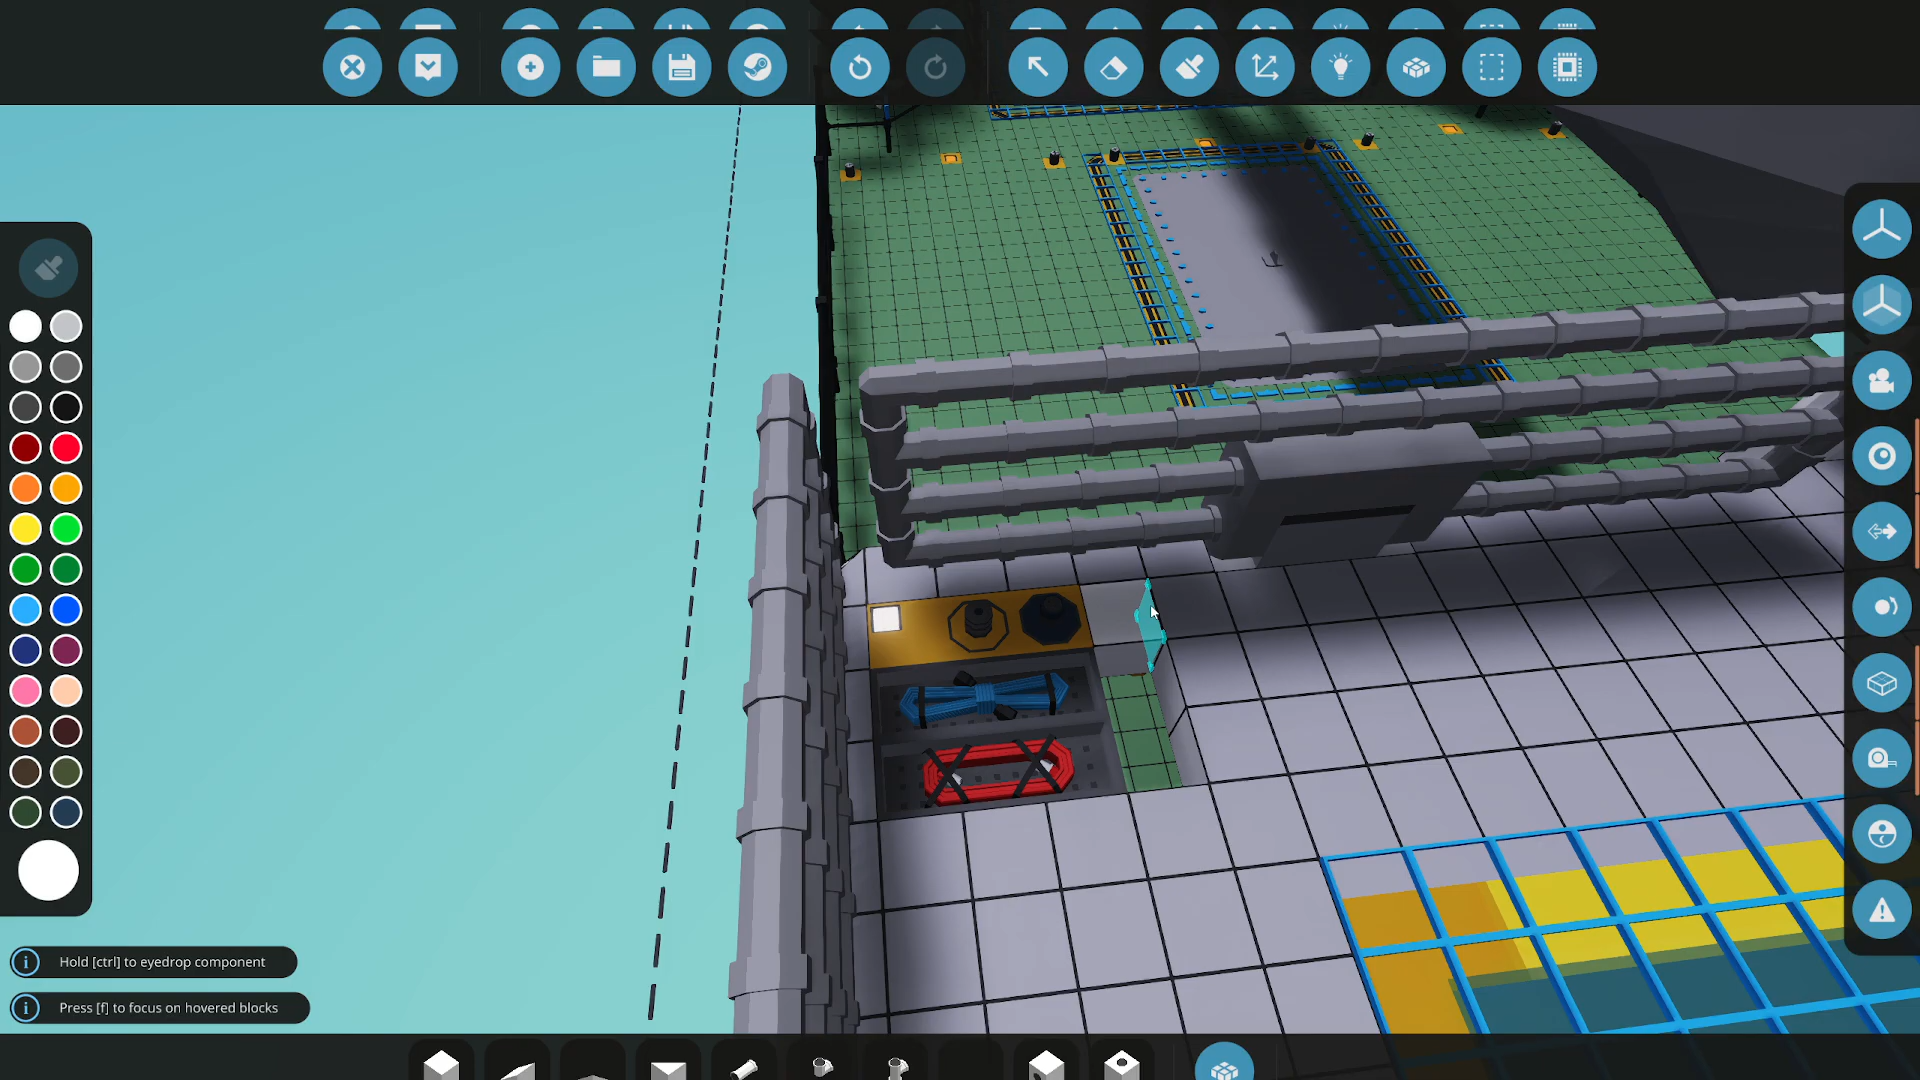 Hold [ctrl] to eyedrop component
Press [f] to focus on hovered blocks